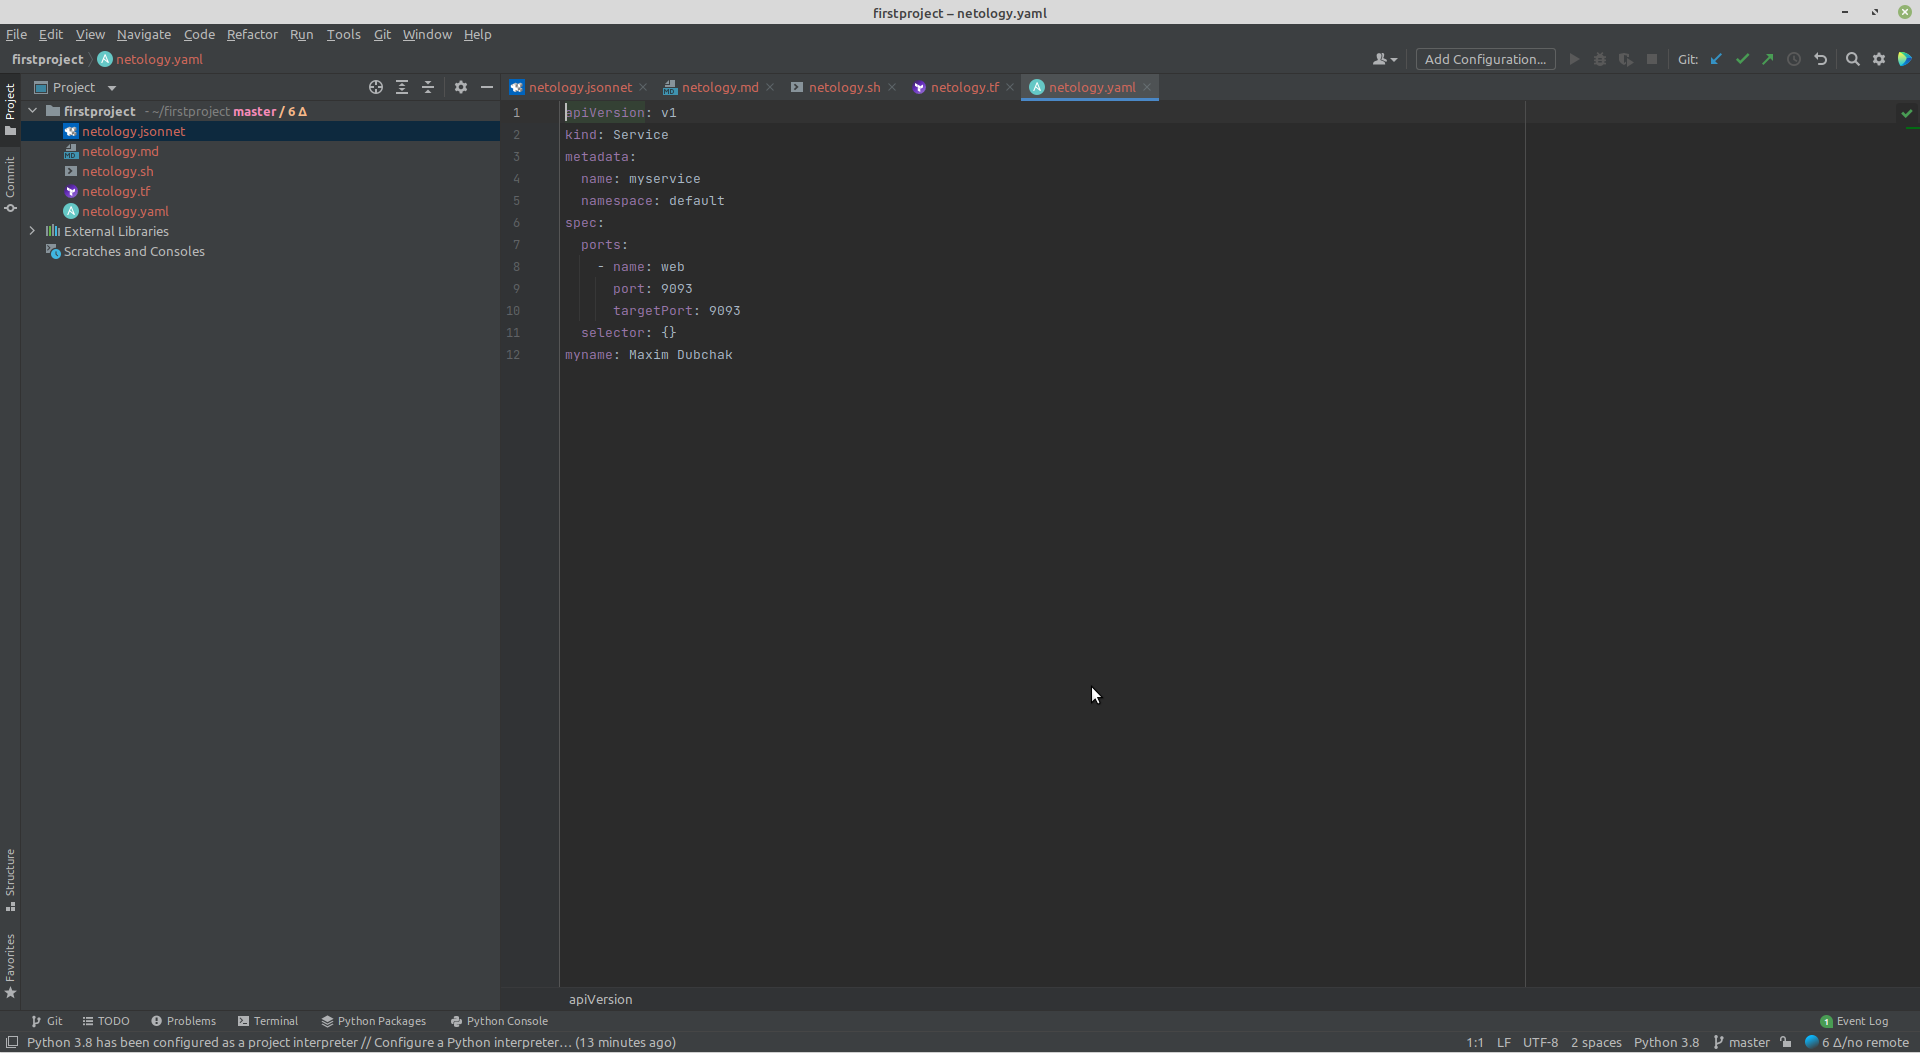 firstproject – netology.yaml
File Edit View Navigate Code Refactor Run Tools Git Window Help
firstproject netology.yaml Add Configuration... Git:
Project
netology.jsonnet netology.md netology.sh netology.tf netology.yaml
firstproject - ~/firstproject master / 6 Δ
netology.jsonnet
netology.md
netology.sh
netology.tf
netology.yaml
External Libraries
Scratches and Consoles
Project
Commit
Structure
Favorites
1 apiVersion: v1
2 kind: Service
3 metadata:
4 name: myservice
5 namespace: default
6 spec:
7 ports:
8 - name: web
9 port: 9093
10 targetPort: 9093
11 selector: {}
12 myname: Maxim Dubchak
apiVersion
Git TODO Problems Terminal Python Packages Python Console 1 Event Log
Python 3.8 has been configured as a project interpreter // Configure a Python interpreter... (13 minutes ago) 1:1 LF UTF-8 2 spaces Python 3.8 master 6 Δ/no remote